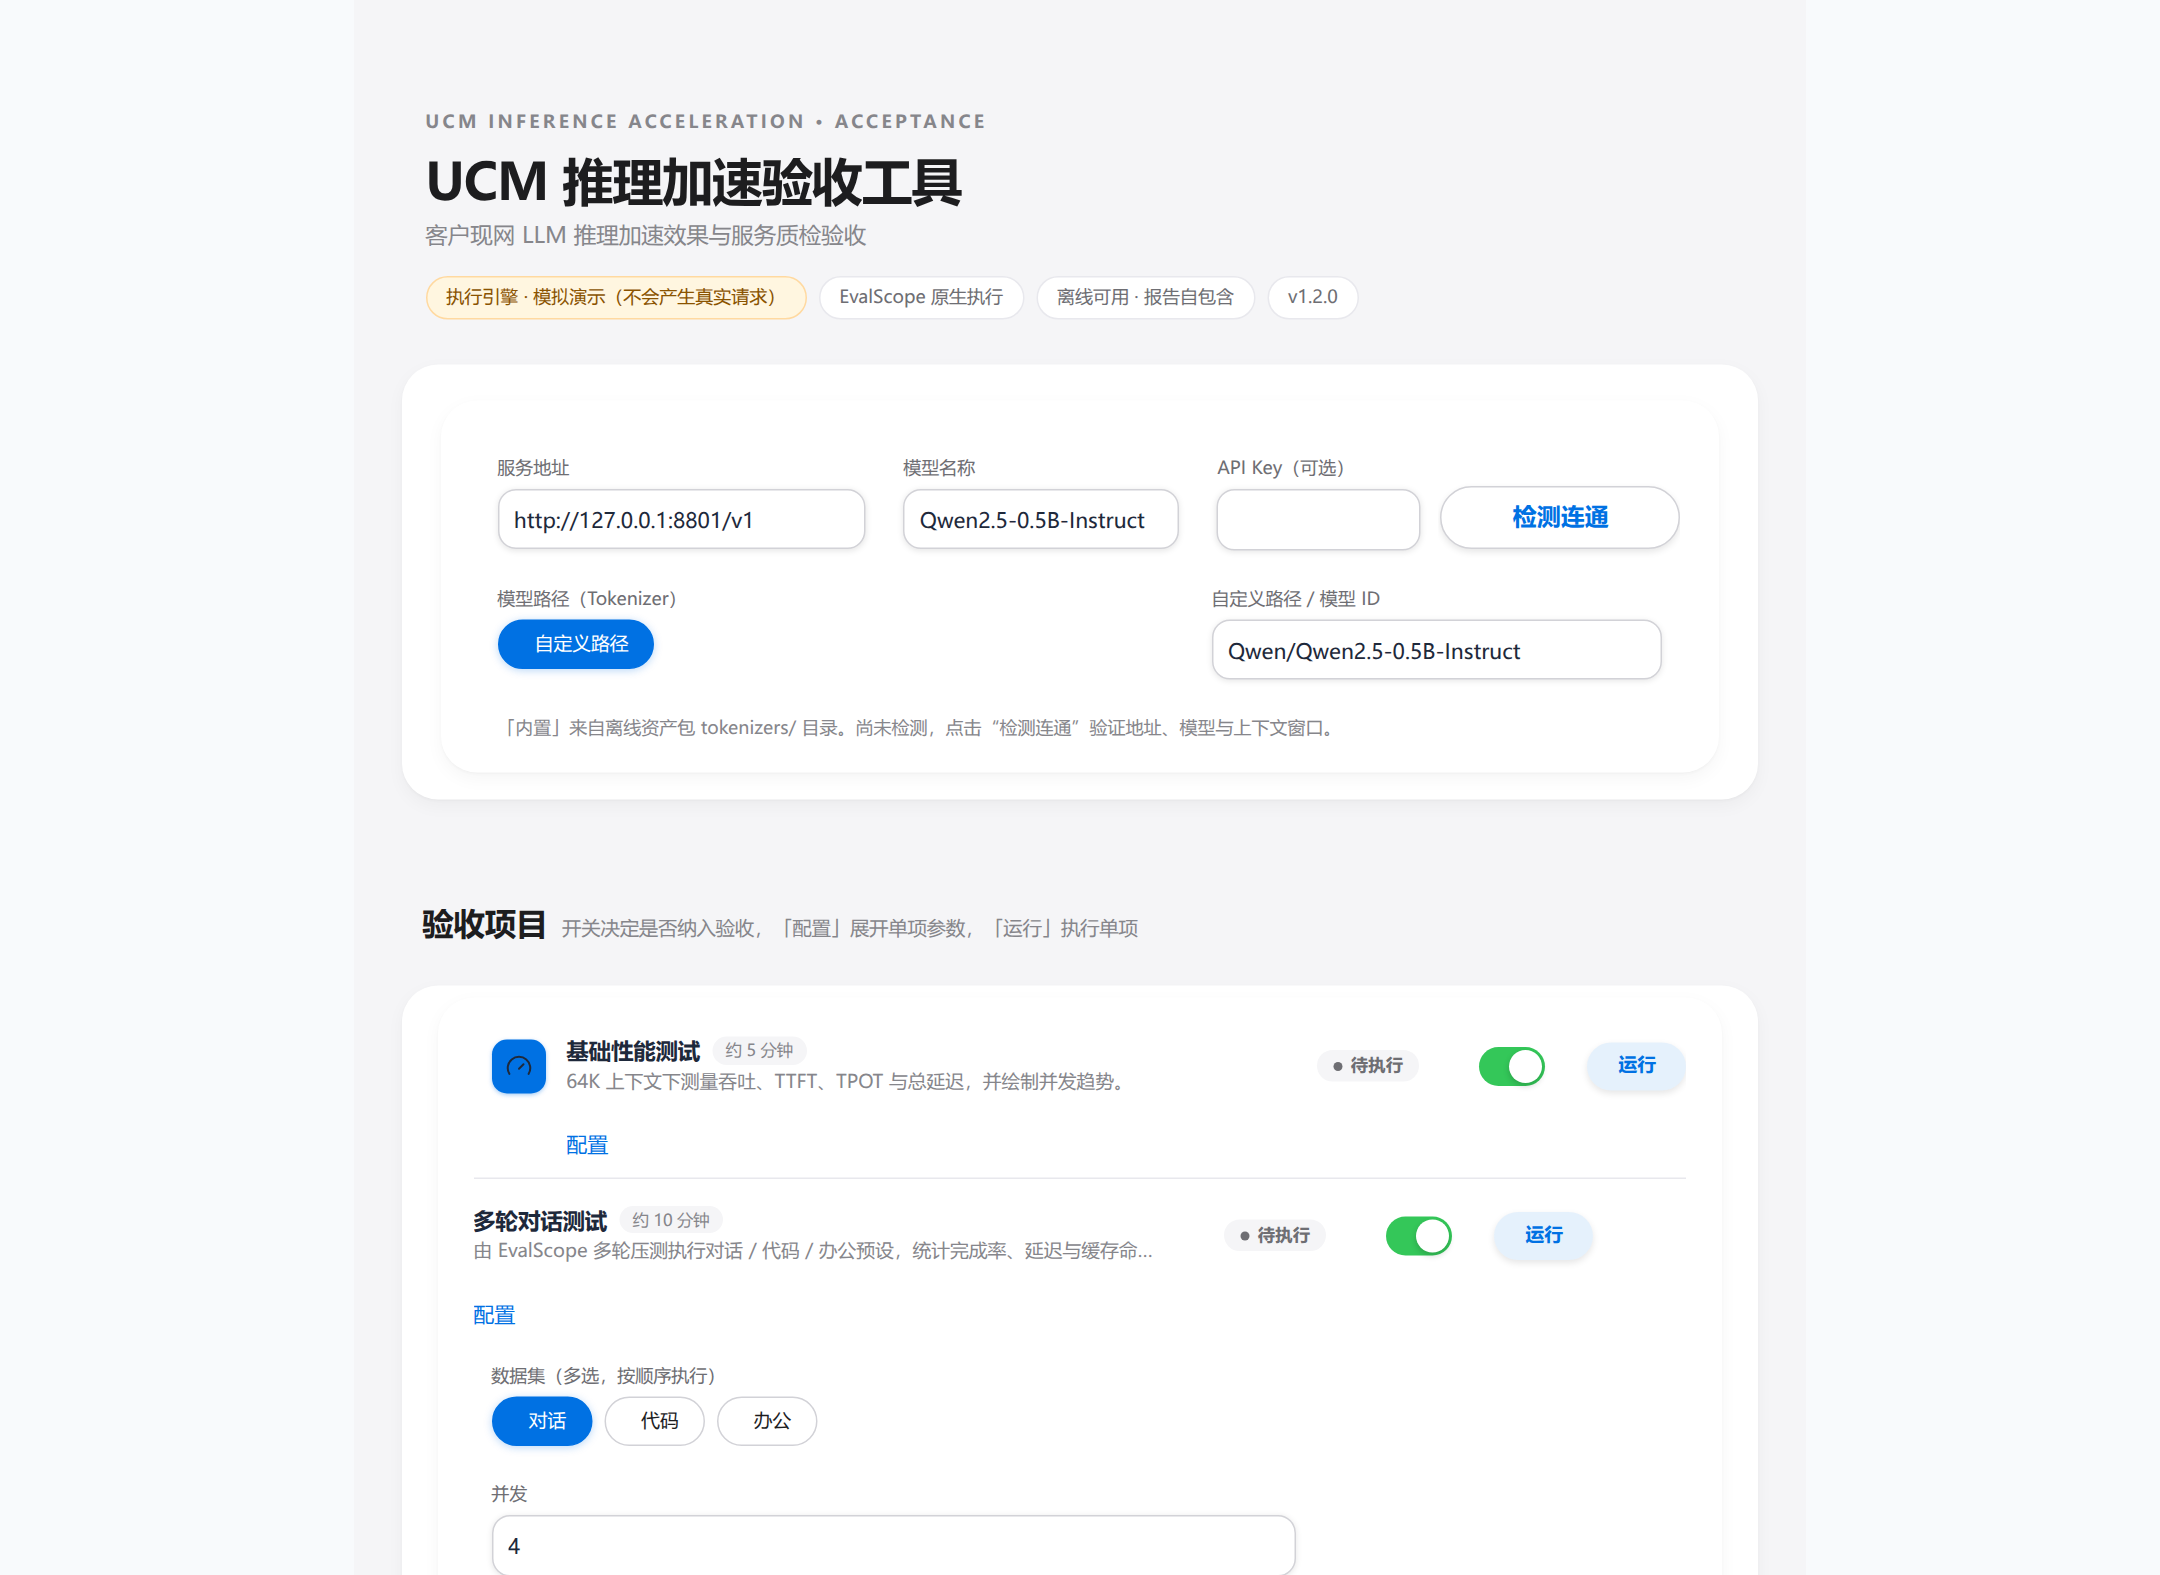 UCM INFERENCE ACCELERATION • ACCEPTANCE
UCM 推理加速验收工具
客户现网 LLM 推理加速效果与服务质检验收
执行引擎 · 模拟演示（不会产生真实请求） EvalScope 原生执行 离线可用 · 报告自包含 v1.2.0
服务地址 模型名称 API Key（可选）
http://127.0.0.1:8801/v1 Qwen2.5-0.5B-Instruct 检测连通
模型路径（Tokenizer） 自定义路径 / 模型 ID
自定义路径 Qwen/Qwen2.5-0.5B-Instruct
「内置」来自离线资产包 tokenizers/ 目录。尚未检测，点击“检测连通”验证地址、模型与上下文窗口。
验收项目 开关决定是否纳入验收，「配置」展开单项参数，「运行」执行单项
基础性能测试 约 5 分钟 待执行 运行
64K 上下文下测量吞吐、TTFT、TPOT 与总延迟，并绘制并发趋势。
配置
多轮对话测试 约 10 分钟 待执行 运行
由 EvalScope 多轮压测执行对话 / 代码 / 办公预设，统计完成率、延迟与缓存命...
配置
数据集（多选，按顺序执行）
对话 代码 办公
并发
4